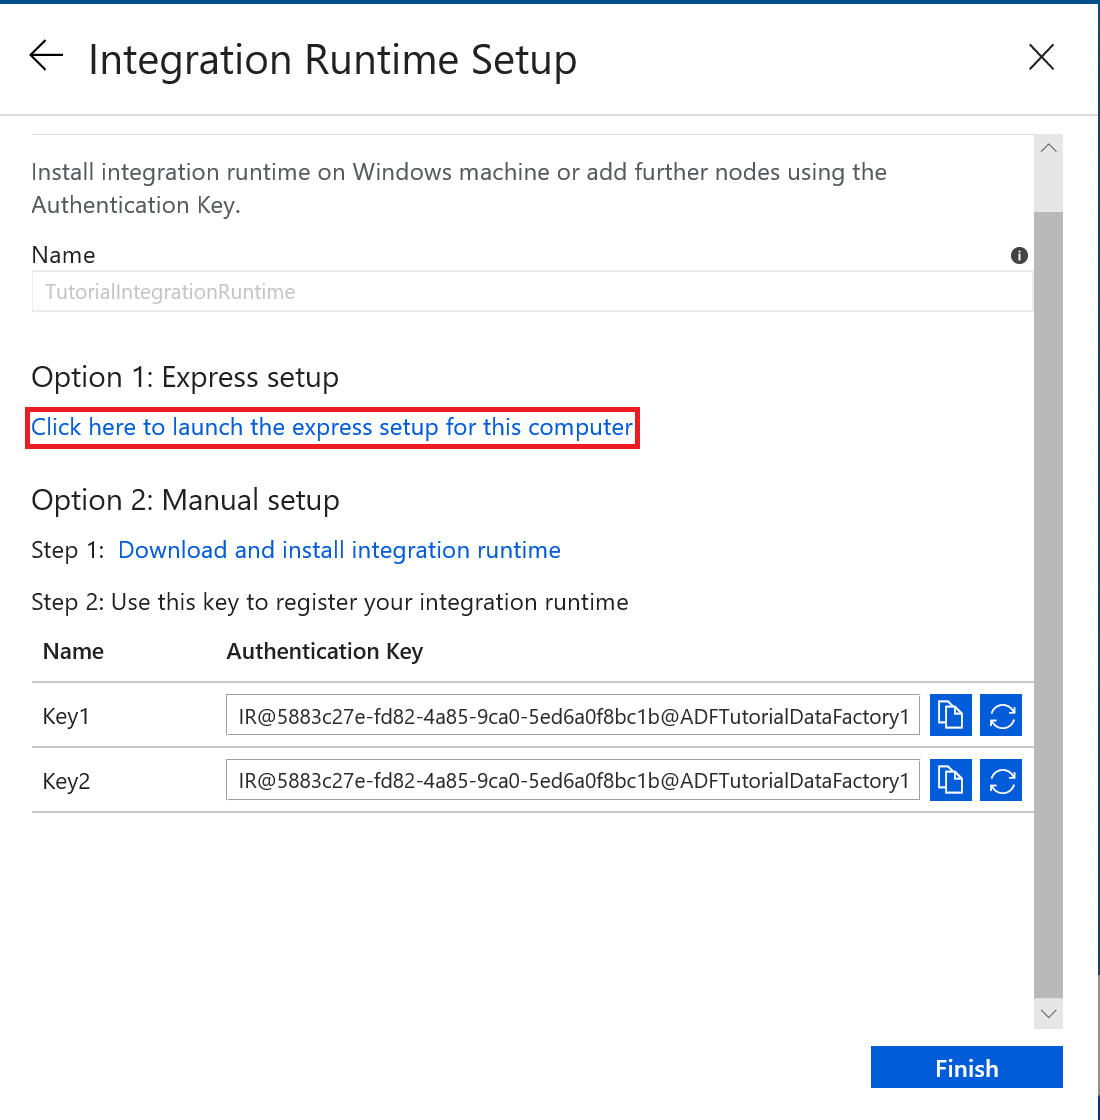 Integration Runtime Setup
Install integration runtime on Windows machine or add further nodes using the
Authentication Key.
Name
TutorialIntegrationRuntime
Option 1: Express setup
Click here to launch the express setup for this computer
Option 2: Manual setup
Step 1: Download and install integration runtime
Step 2: Use this key to register your integration runtime
Name Authentication Key
Key1 IR@5883c27e-fd82-4a85-9ca0-5ed6a0f8bc1b@ADFTutorialDataFactory1
Key2 IR@5883c27e-fd82-4a85-9ca0-5ed6a0f8bc1b@ADFTutorialDataFactory1
Finish